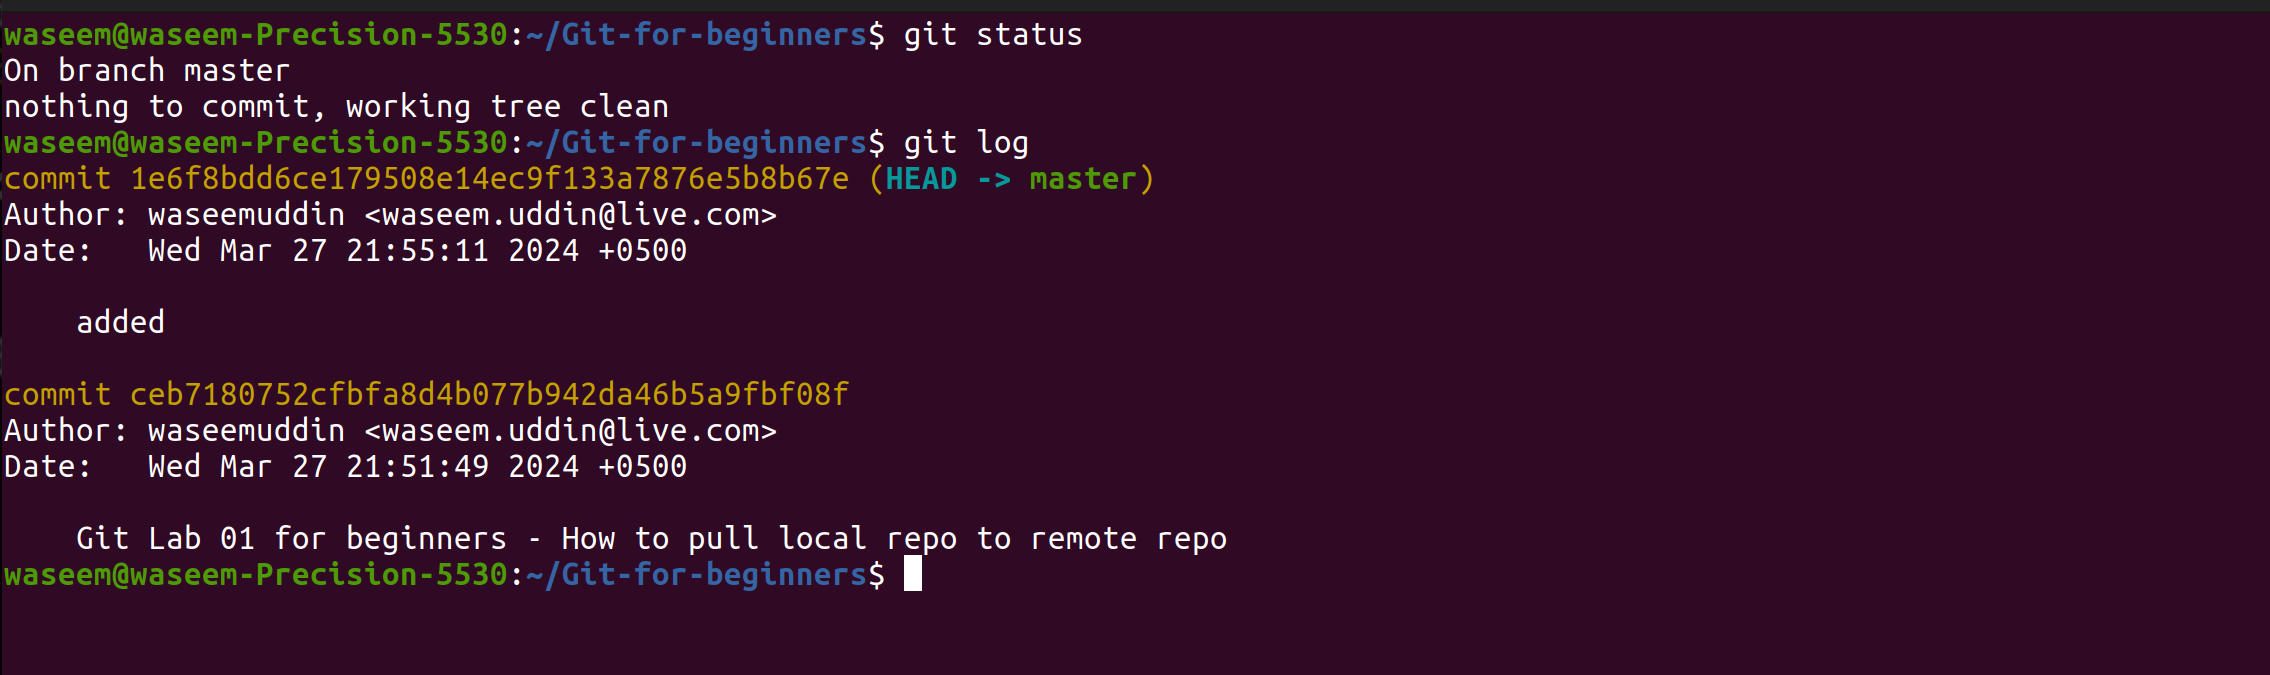 waseem@waseem-Precision-5530:~/Git-for-beginners$ git status
On branch master
nothing to commit, working tree clean
waseem@waseem-Precision-5530:~/Git-for-beginners$ git log
commit 1e6f8bdd6ce179508e14ec9f133a7876e5b8b67e (HEAD -> master)
Author: waseemuddin <waseem.uddin@live.com>
Date:   Wed Mar 27 21:55:11 2024 +0500

    added

commit ceb7180752cfbfa8d4b077b942da46b5a9fbf08f
Author: waseemuddin <waseem.uddin@live.com>
Date:   Wed Mar 27 21:51:49 2024 +0500

    Git Lab 01 for beginners - How to pull local repo to remote repo
waseem@waseem-Precision-5530:~/Git-for-beginners$